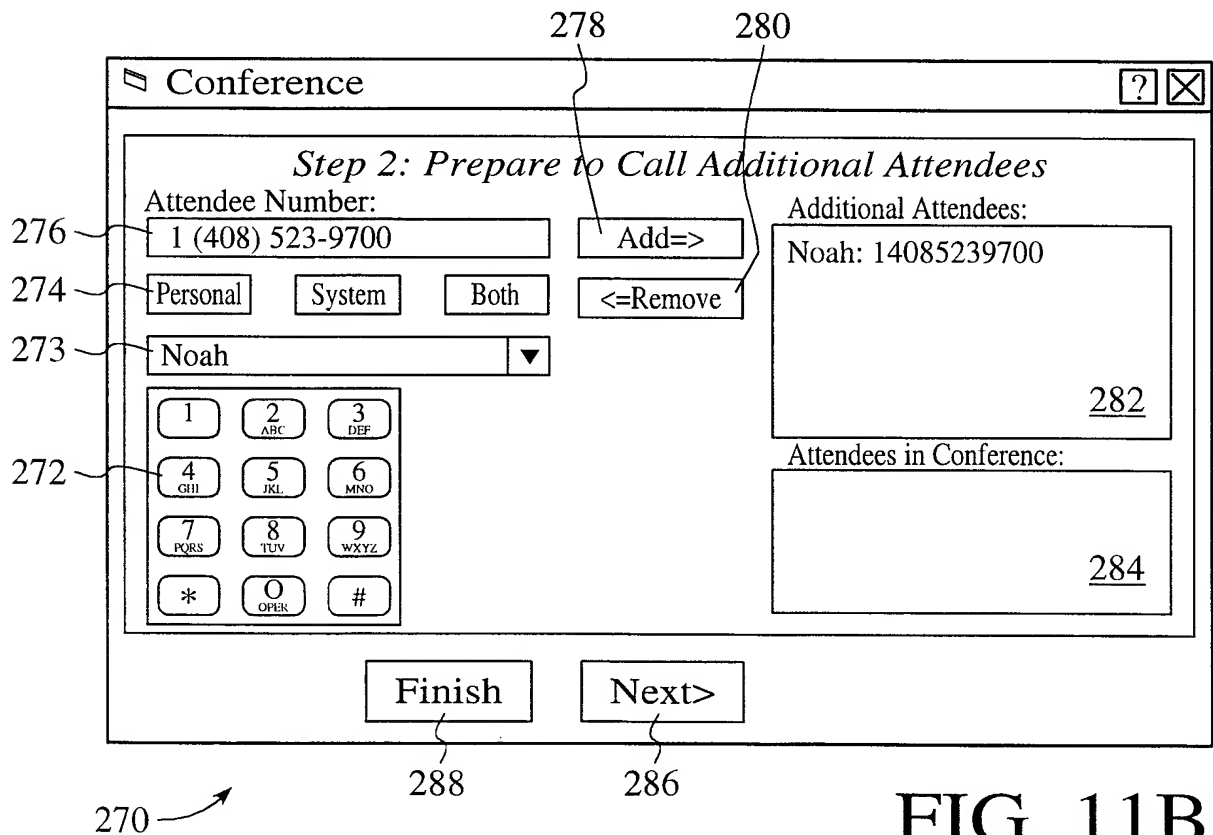 278 280
Conference ?
Step 2: Prepare to Call Additional Attendees
Attendee Number:
Additional Attendees:
276 1 (408) 523-9700 Add=>
Noah: 14085239700
274 Personal System Both <=Remove
273 Noah
282
1 2 ABC 3 DEF
Attendees in Conference:
272 4 GHI 5 JKL 6 MNO
7 PQRS 8 TUV 9 WXYZ
284
* O OPER #
Finish Next>
288 286
270
FIG. 11B